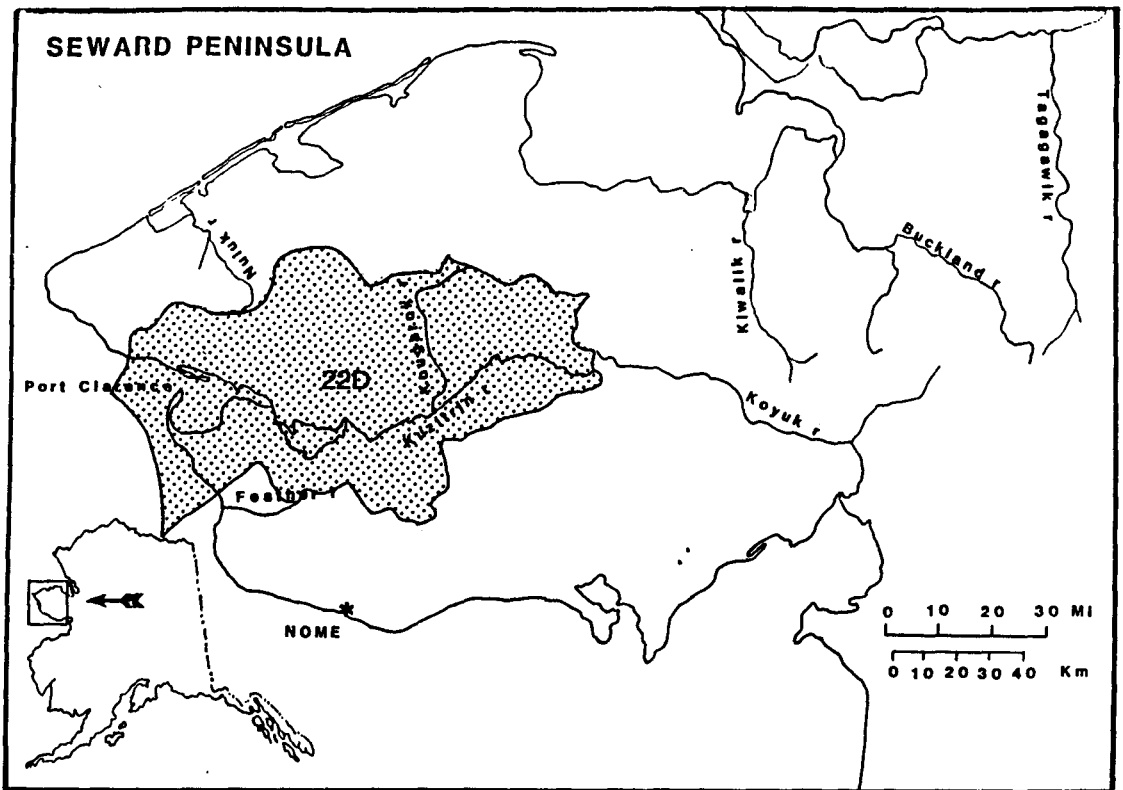 SEWARD PENINSULA
Tagagawik r
Nuluk r
Buckland r
Kiwalik r
Kougarok r
Port Clarence
22D
Kuzitrin r
Koyuk r
Feather r
NOME
0 10 20 30 MI
0 10 20 30 40 Km